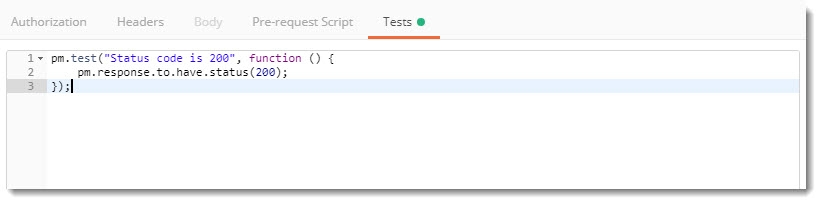 Authorization Headers Body Pre-request Script Tests
1 pm.test("Status code is 200", function () {
2 pm.response.to.have.status(200);
3 });